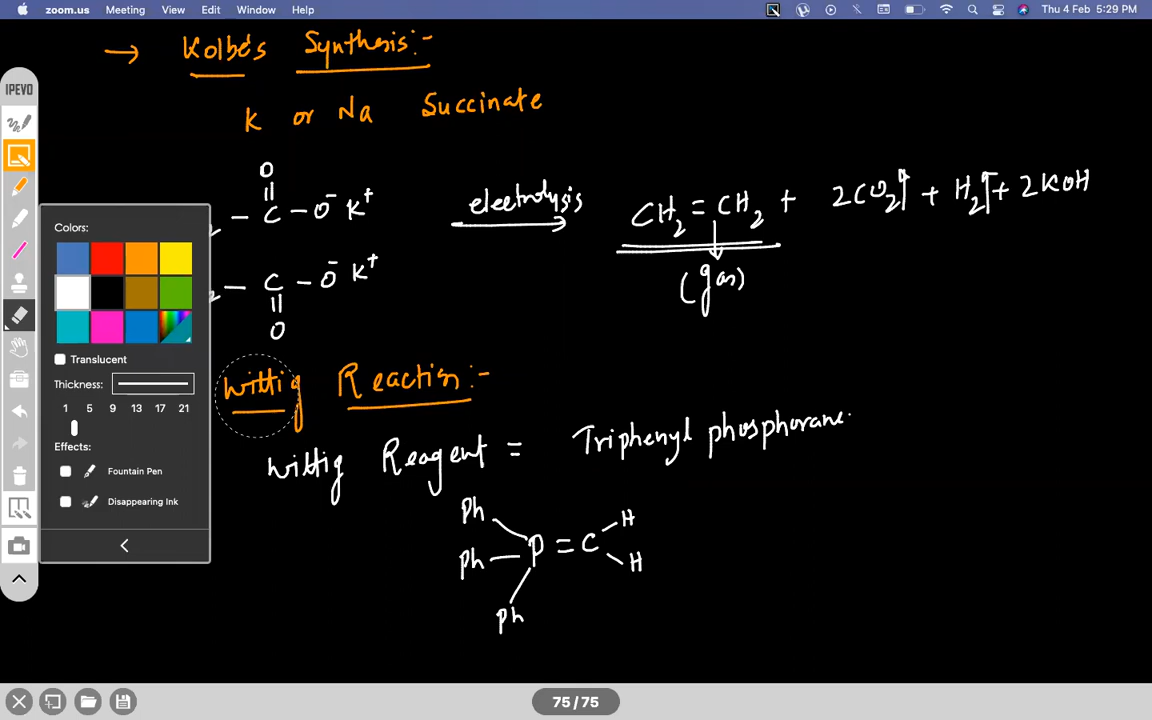 zoom.us Meeting View Edit Window Help Thu 4 Feb 5:29 PM
→ Kolbe's Synthesis:-
IPEVO
K or Na Succinate
O
|| 
– C – O⁻ K⁺ electrolysis CH₂ = CH₂ + 2CO₂↑ + H₂↑ + 2KOH
(gas)
– C – O⁻ K⁺
||
O
Colors:
Translucent
Thickness:
1 5 9 13 17 21
Effects:
Fountain Pen
Disappearing Ink
Wittig Reaction:-
Wittig Reagent = Triphenyl phosphorane
Ph
H
Ph – P = C
H
Ph
75/75